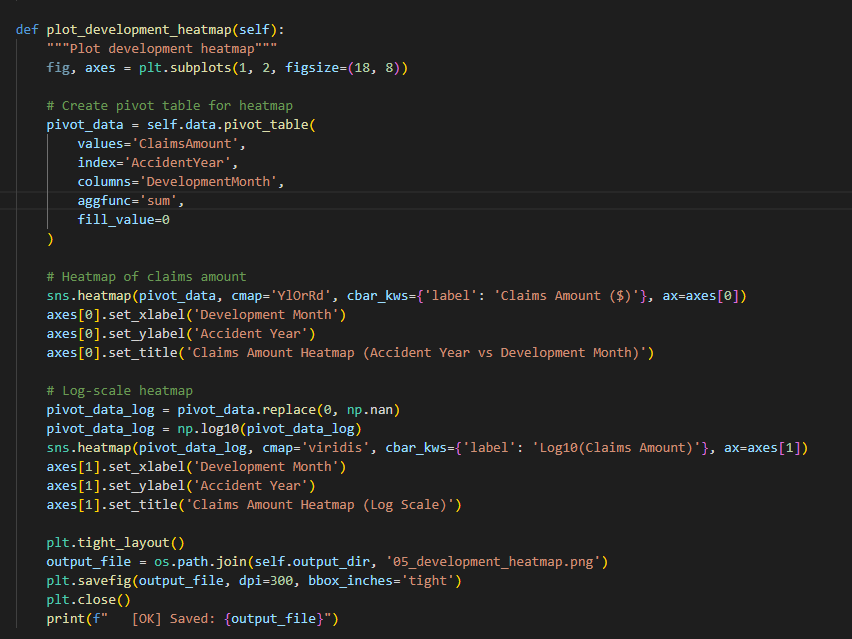 def plot_development_heatmap(self):
    """Plot development heatmap"""
    fig, axes = plt.subplots(1, 2, figsize=(18, 8))
    # Create pivot table for heatmap
    pivot_data = self.data.pivot_table(
        values='ClaimsAmount',
        index='AccidentYear',
        columns='DevelopmentMonth',
        aggfunc='sum',
        fill_value=0
    )
    # Heatmap of claims amount
    sns.heatmap(pivot_data, cmap='YlOrRd', cbar_kws={'label': 'Claims Amount ($)'}, ax=axes[0])
    axes[0].set_xlabel('Development Month')
    axes[0].set_ylabel('Accident Year')
    axes[0].set_title('Claims Amount Heatmap (Accident Year vs Development Month)')
    # Log-scale heatmap
    pivot_data_log = pivot_data.replace(0, np.nan)
    pivot_data_log = np.log10(pivot_data_log)
    sns.heatmap(pivot_data_log, cmap='viridis', cbar_kws={'label': 'Log10(Claims Amount)'}, ax=axes[1])
    axes[1].set_xlabel('Development Month')
    axes[1].set_ylabel('Accident Year')
    axes[1].set_title('Claims Amount Heatmap (Log Scale)')
    plt.tight_layout()
    output_file = os.path.join(self.output_dir, '05_development_heatmap.png')
    plt.savefig(output_file, dpi=300, bbox_inches='tight')
    plt.close()
    print(f"   [OK] Saved: {output_file}")